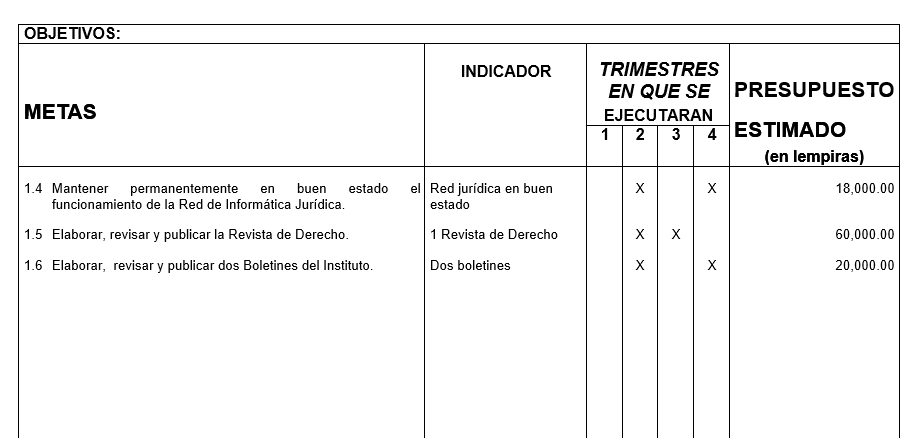 OBJETIVOS:
METAS
INDICADOR
TRIMESTRES
EN QUE SE
EJECUTARAN
1 2 3 4
PRESUPUESTO
ESTIMADO
(en lempiras)
1.4 Mantener permanentemente en buen estado el
funcionamiento de la Red de Informática Jurídica.
Red jurídica en buen
estado
X X
18,000.00
1.5 Elaborar, revisar y publicar la Revista de Derecho.
1 Revista de Derecho
X X
60,000.00
1.6 Elaborar, revisar y publicar dos Boletines del Instituto.
Dos boletines
X X
20,000.00